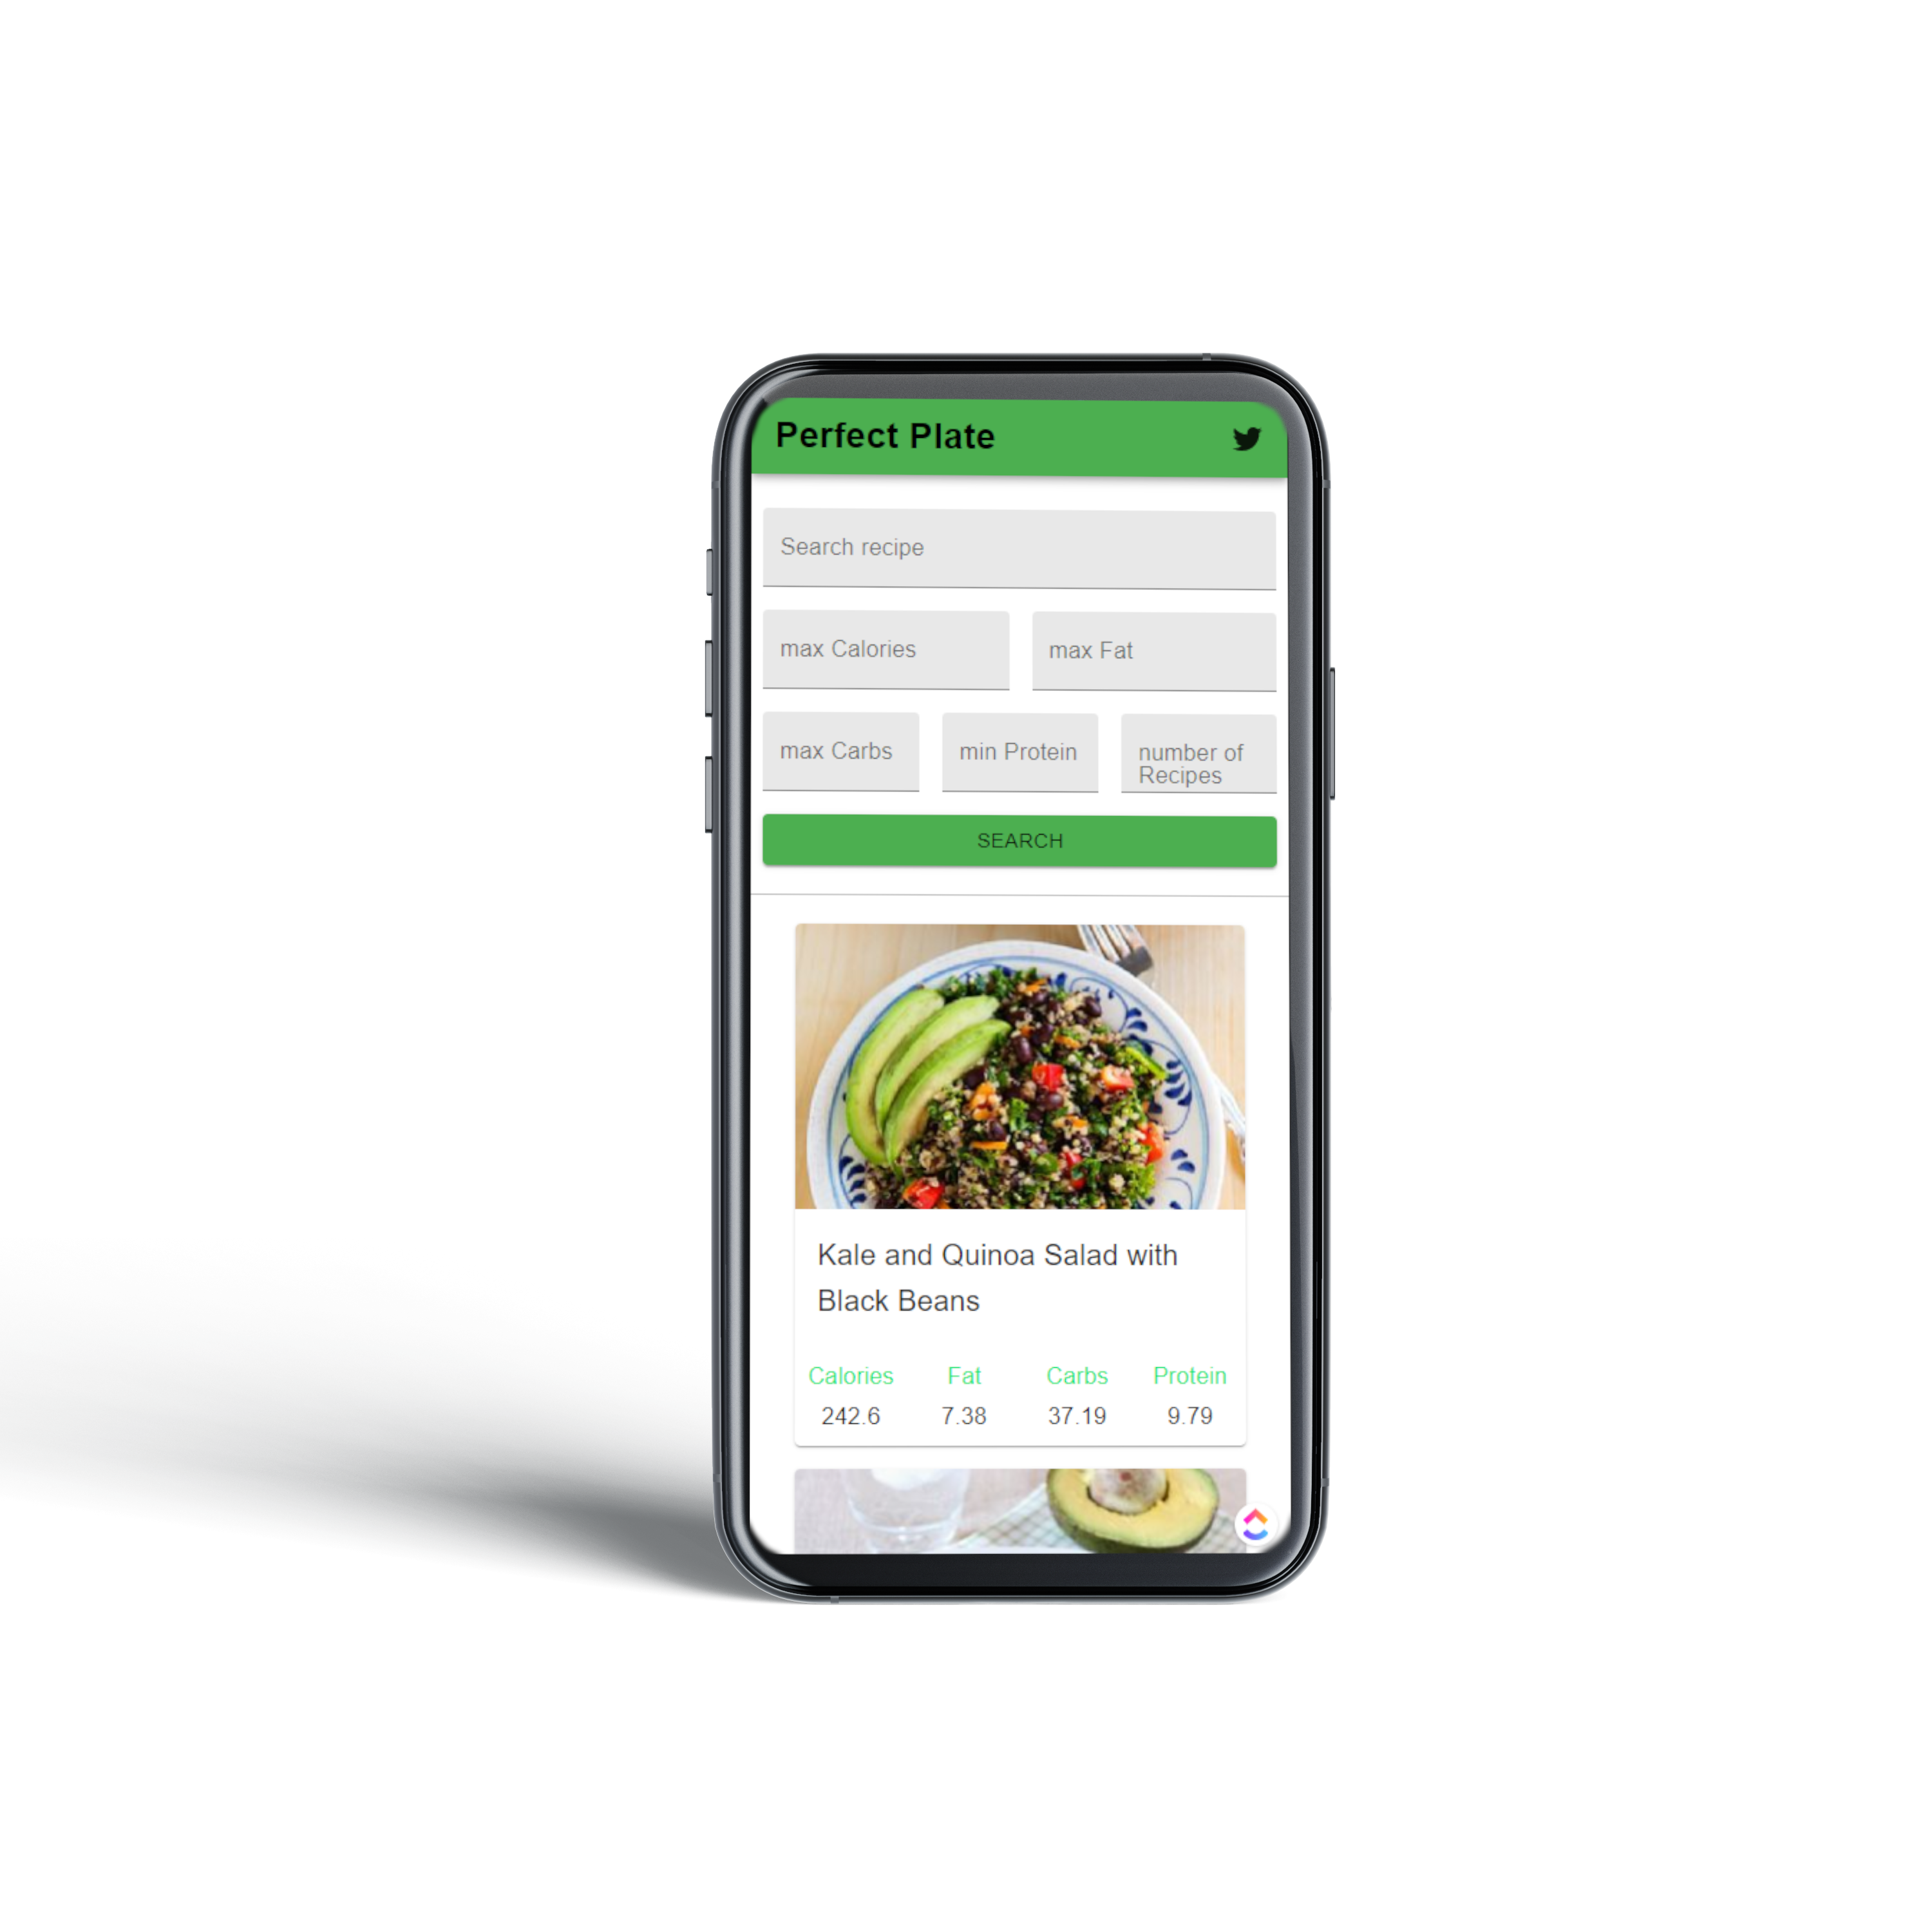 Perfect Plate
Search recipe
max Calories
max Fat
max Carbs
min Protein
number of
Recipes
SEARCH
Kale and Quinoa Salad with
Black Beans
Calories Fat Carbs Protein
242.6 7.38 37.19 9.79